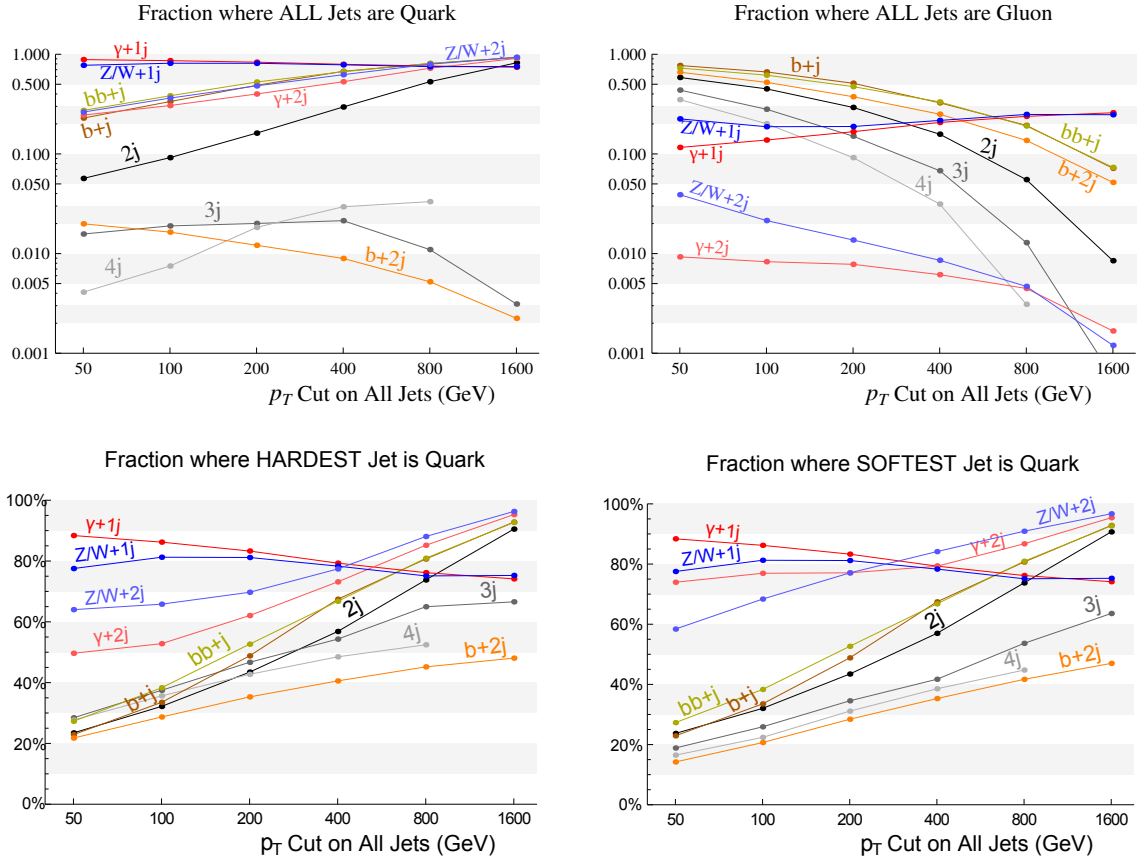 Fraction where ALL Jets are Quark
1.000
0.500
0.100
0.050
0.010
0.005
0.001
γ+1j
Z/W+1j
Z/W+2j
bb+j
γ+2j
b+j
2j
3j
4j
b+2j
50 100 200 400 800 1600
pT Cut on All Jets (GeV)
Fraction where ALL Jets are Gluon
1.000
0.500
0.100
0.050
0.010
0.005
0.001
b+j
Z/W+1j
bb+j
γ+1j
2j
3j
b+2j
4j
Z/W+2j
γ+2j
50 100 200 400 800 1600
pT Cut on All Jets (GeV)
Fraction where HARDEST Jet is Quark
100%
80%
60%
40%
20%
0%
γ+1j
Z/W+1j
Z/W+2j
γ+2j
2j
3j
bb+j
4j
b+j
b+2j
50 100 200 400 800 1600
pT Cut on All Jets (GeV)
Fraction where SOFTEST Jet is Quark
100%
80%
60%
40%
20%
0%
γ+1j
Z/W+2j
Z/W+1j
γ+2j
2j
3j
bb+j
b+j
4j
b+2j
50 100 200 400 800 1600
pT Cut on All Jets (GeV)